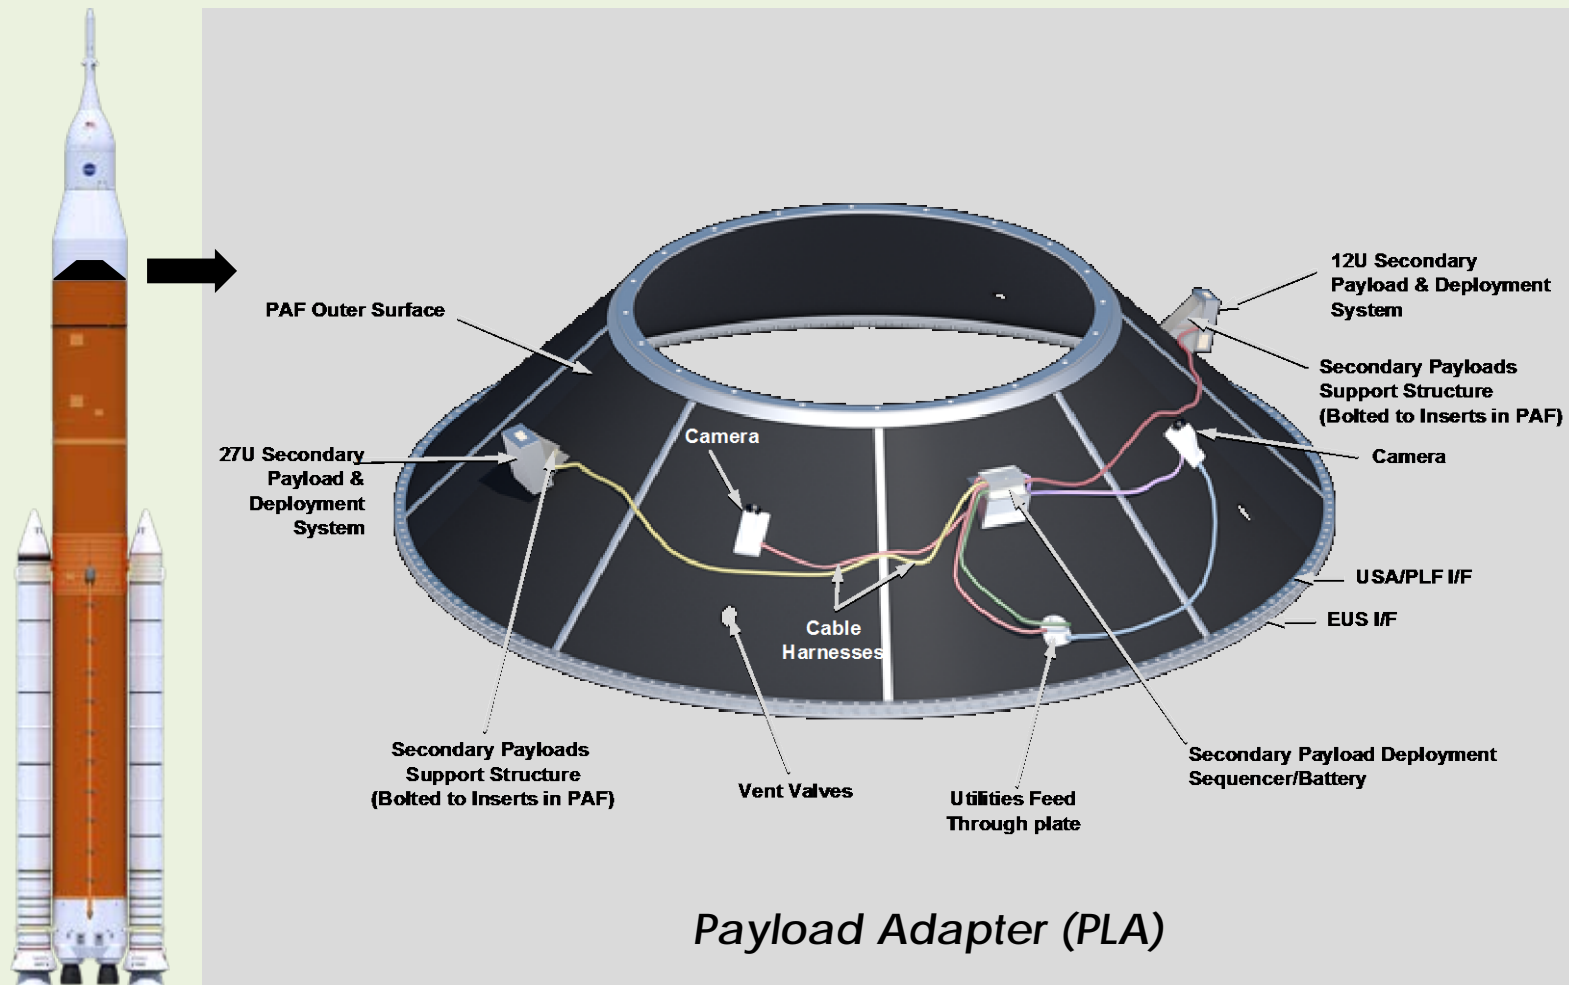 PAF Outer Surface
12U Secondary
Payload & Deployment
System
Secondary Payloads
Support Structure
(Bolted to Inserts in PAF)
Camera
Camera
27U Secondary
Payload &
Deployment
System
USA/PLF I/F
EUS I/F
Cable
Harnesses
Secondary Payloads
Support Structure
(Bolted to Inserts in PAF)
Vent Valves
Utilities Feed
Through plate
Secondary Payload Deployment
Sequencer/Battery
Payload Adapter (PLA)